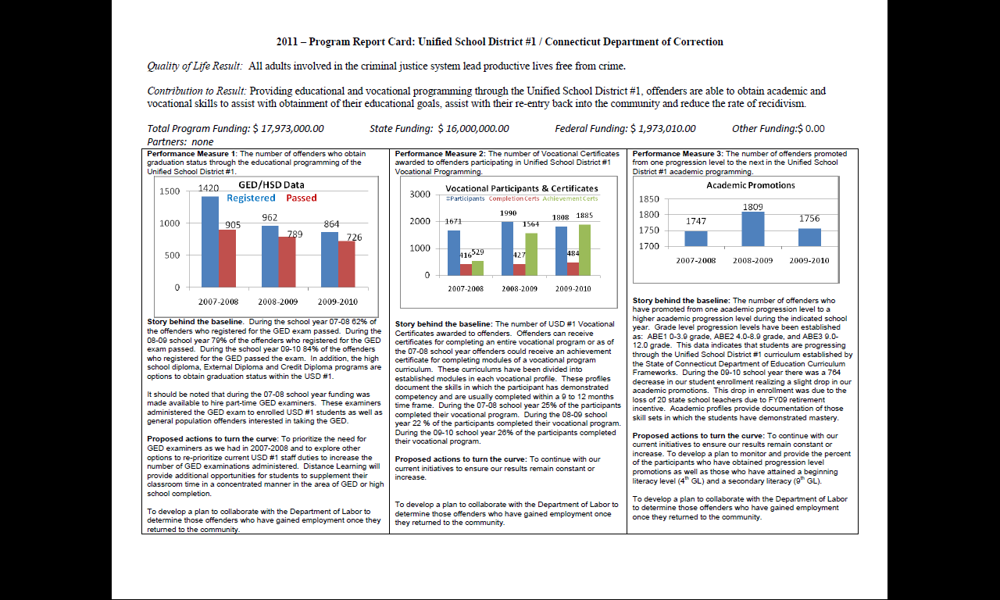 2011 – Program Report Card: Unified School District #1 / Connecticut Department of Correction
Quality of Life Result: All adults involved in the criminal justice system lead productive lives free from crime.
Contribution to Result: Providing educational and vocational programming through the Unified School District #1, offenders are able to obtain academic and
vocational skills to assist with obtainment of their educational goals, assist with their re-entry back into the community and reduce the rate of recidivism.
Total Program Funding: $ 17,973,000.00 State Funding: $ 16,000,000.00 Federal Funding: $ 1,973,010.00 Other Funding:$ 0.00
Partners: none
Performance Measure 1: The number of offenders who obtain
graduation status through the educational programming of the
Unified School District #1.
GED/HSD Data
Registered Passed
1500
1000
500
0
1420
905
962
789
864
726
2007-2008 2008-2009 2009-2010
Story behind the baseline. During the school year 07-08 62% of
the offenders who registered for the GED exam passed. During the
08-09 school year 79% of the offenders who registered for the GED
exam passed. During the school year 09-10 84% of the offenders
who registered for the GED passed the exam. In addition, the high
school diploma, External Diploma and Credit Diploma programs are
options to obtain graduation status within the USD #1.
It should be noted that during the 07-08 school year funding was
made available to hire part-time GED examiners. These examiners
administered the GED exam to enrolled USD #1 students as well as
general population offenders interested in taking the GED.
Proposed actions to turn the curve: To prioritize the need for
GED examiners as we had in 2007-2008 and to explore other
options to re-prioritize current USD #1 staff duties to increase the
number of GED examinations administered. Distance Learning will
provide additional opportunities for students to supplement their
classroom time in a concentrated manner in the area of GED or high
school completion.
To develop a plan to collaborate with the Department of Labor to
determine those offenders who have gained employment once they
returned to the community.
Performance Measure 2: The number of Vocational Certificates
awarded to offenders participating in Unified School District #1
Vocational Programming.
Vocational Participants & Certificates
#Participants Completion Certs Achievement Certs
3000
2000
1000
0
1671
416
529
1990
427
1564
1808
484
1885
2007-2008 2008-2009 2009-2010
Story behind the baseline: The number of USD #1 Vocational
Certificates awarded to offenders. Offenders can receive
certificates for completing an entire vocational program or as of
the 07-08 school year offenders could receive an achievement
certificate for completing modules of a vocational program
curriculum. These curriculums have been divided into
established modules in each vocational profile. These profiles
document the skills in which the participant has demonstrated
competency and are usually completed within a 9 to 12 months
time frame. During the 07-08 school year 25% of the participants
completed their vocational program. During the 08-09 school
year 22 % of the participants completed their vocational program.
During the 09-10 school year 26% of the participants completed
their vocational program.
Proposed actions to turn the curve: To continue with our
current initiatives to ensure our results remain constant or
increase.
To develop a plan to collaborate with the Department of Labor to
determine those offenders who have gained employment once
they returned to the community.
Performance Measure 3: The number of offenders promoted
from one progression level to the next in the Unified School
District #1 academic programming.
Academic Promotions
1850
1800
1750
1700
1747
1809
1756
2007-2008 2008-2009 2009-2010
Story behind the baseline: The number of offenders who
have promoted from one academic progression level to a
higher academic progression level during the indicated school
year. Grade level progression levels have been established
as: ABE1 0-3.9 grade, ABE2 4.0-8.9 grade, and ABE3 9.0-
12.0 grade. This data indicates that students are progressing
through the Unified School District #1 curriculum established by
the State of Connecticut Department of Education Curriculum
Frameworks. During the 09-10 school year there was a 764
decrease in our student enrollment realizing a slight drop in our
academic promotions. This drop in enrollment was due to the
loss of 20 state school teachers due to FY09 retirement
incentive. Academic profiles provide documentation of those
skill sets in which the students have demonstrated mastery.
Proposed actions to turn the curve: To continue with our
current initiatives to ensure our results remain constant or
increase. To develop a plan to monitor and provide the percent
of the participants who have obtained progression level
promotions as well as those who have attained a beginning
literacy level (4th GL) and a secondary literacy (9th GL).
To develop a plan to collaborate with the Department of Labor
to determine those offenders who have gained employment
once they returned to the community.